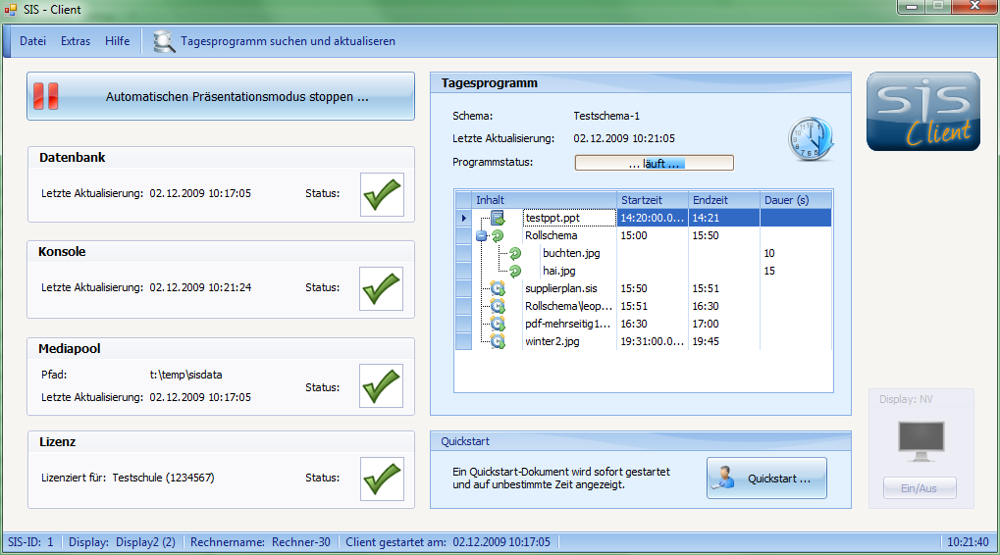 SIS - Client
Datei Extras Hilfe Tagesprogramm suchen und aktualiseren
Automatischen Präsentationsmodus stoppen ...
Datenbank
Letzte Aktualisierung: 02.12.2009 10:17:05 Status:
Konsole
Letzte Aktualisierung: 02.12.2009 10:21:24 Status:
Mediapool
Pfad: t:\temp\sisdata
Status:
Letzte Aktualisierung: 02.12.2009 10:17:05
Lizenz
Lizenziert für: Testschule (1234567) Status:
Tagesprogramm
Schema: Testschema-1
Letzte Aktualisierung: 02.12.2009 10:21:05
Programmstatus: ... läuft ...
Inhalt Startzeit Endzeit Dauer (s)
testppt.ppt 14:20:00.0... 14:21
Rollschema 15:00 15:50
buchten.jpg 10
hai.jpg 15
supplierplan.sis 15:50 15:51
Rollschema\leop... 15:51 16:30
pdf-mehrseitig1... 16:30 17:00
winter2.jpg 19:31:00.0... 19:45
Quickstart
Ein Quickstart-Dokument wird sofort gestartet
und auf unbestimmte Zeit angezeigt.
Quickstart ...
sis
Client
Display: NV
Ein/Aus
SIS-ID: 1 Display: Display2 (2) Rechnername: Rechner-30 Client gestartet am: 02.12.2009 10:17:05 10:21:40